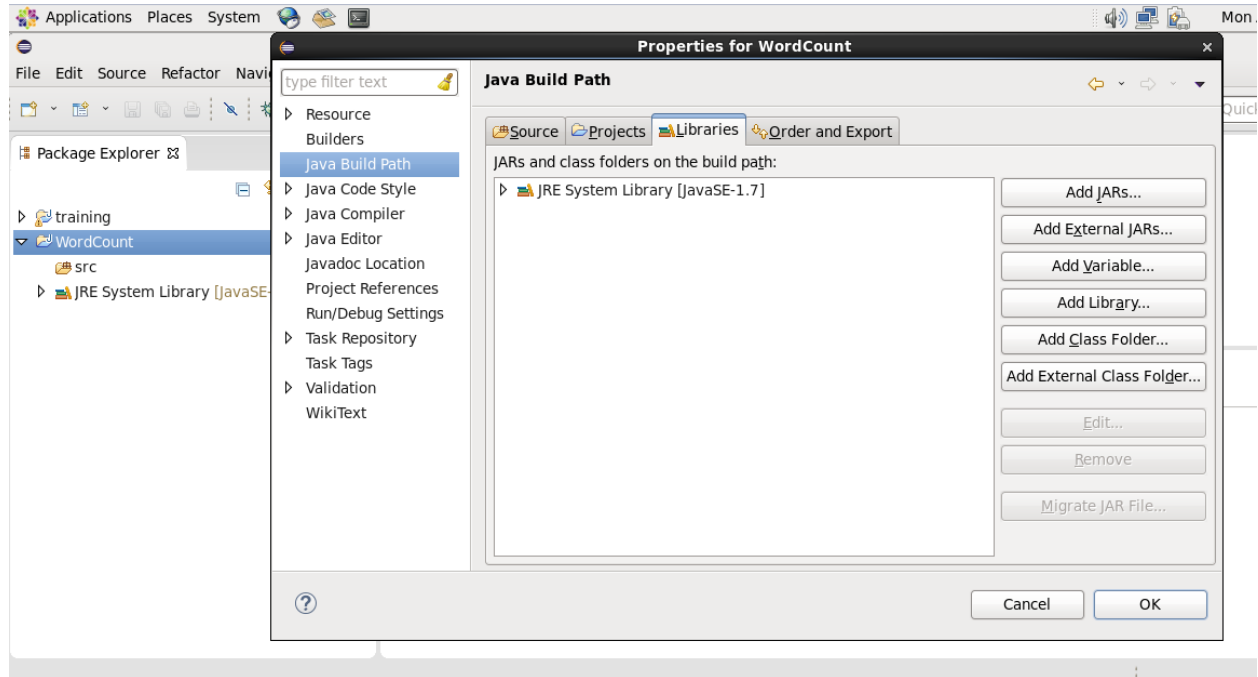 Applications Places System
Mon
Properties for WordCount
File Edit Source Refactor Navi
type filter text
Java Build Path
Quick
Resource
Builders
Java Build Path
Java Code Style
Java Compiler
Java Editor
Javadoc Location
Project References
Run/Debug Settings
Task Repository
Task Tags
Validation
WikiText
Package Explorer
training
WordCount
src
JRE System Library [JavaSE-
Source Projects Libraries Order and Export
JARs and class folders on the build path:
JRE System Library [JavaSE-1.7]
Add JARs...
Add External JARs...
Add Variable...
Add Library...
Add Class Folder...
Add External Class Folder...
Edit...
Remove
Migrate JAR File...
Cancel
OK